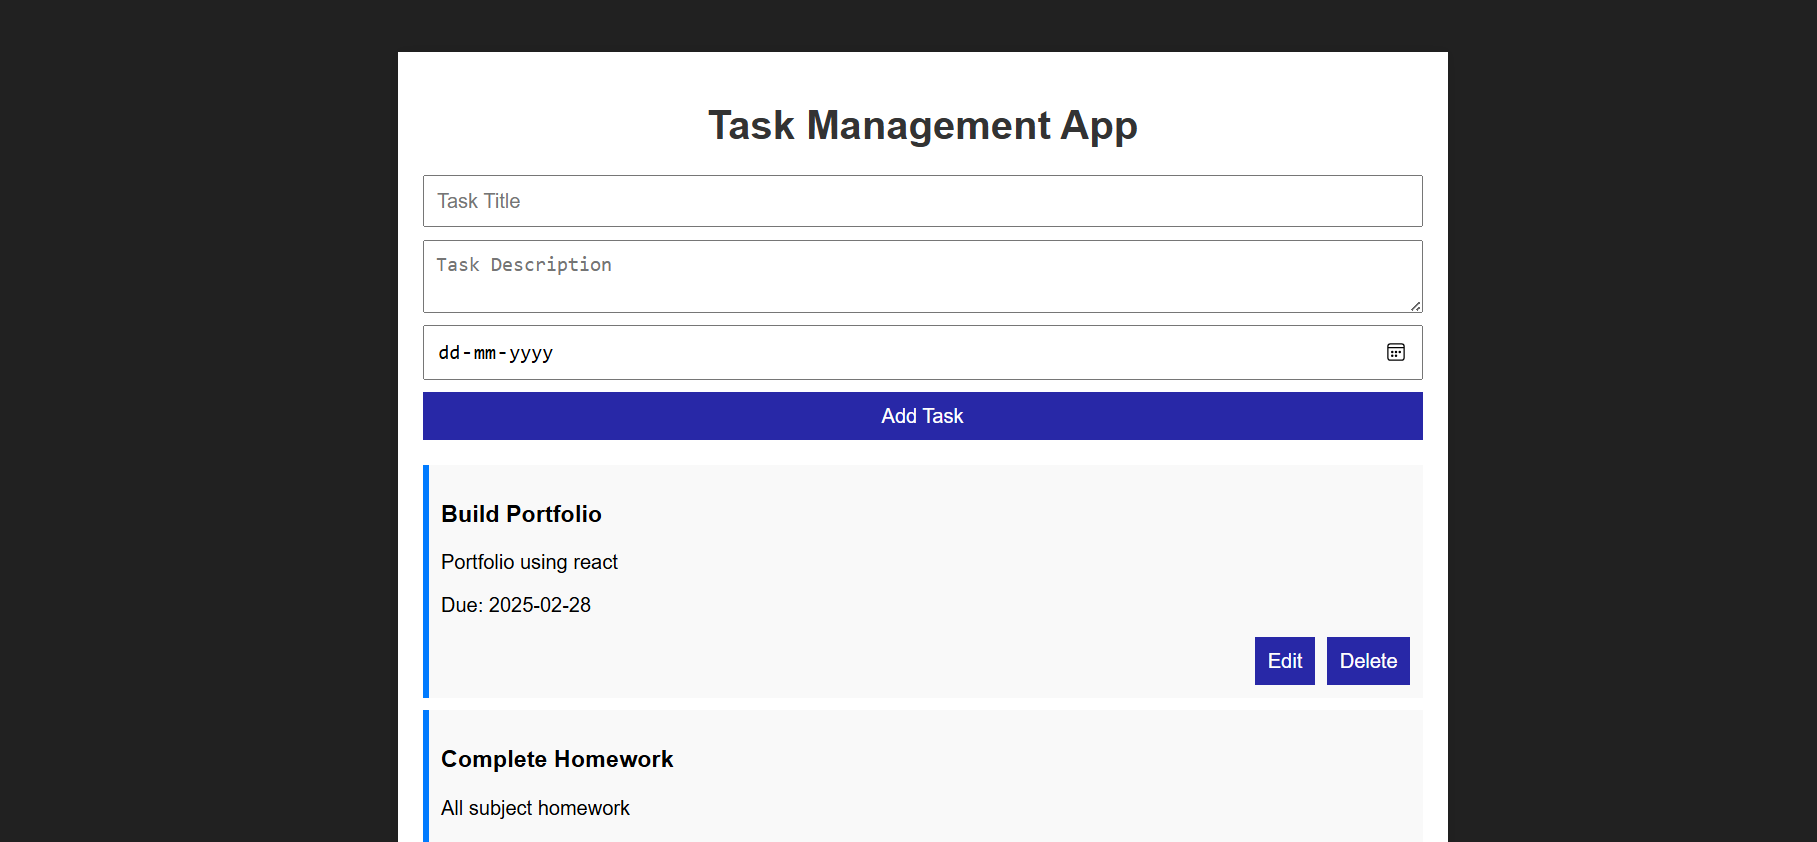 Task Management App
Task Title
Task Description
dd-mm-yyyy
Add Task
Build Portfolio
Portfolio using react
Due: 2025-02-28
Edit Delete
Complete Homework
All subject homework